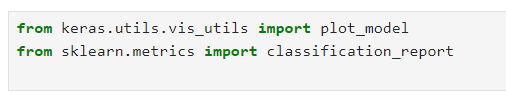 from keras.utils.vis_utils import plot_model
from sklearn.metrics import classification_report